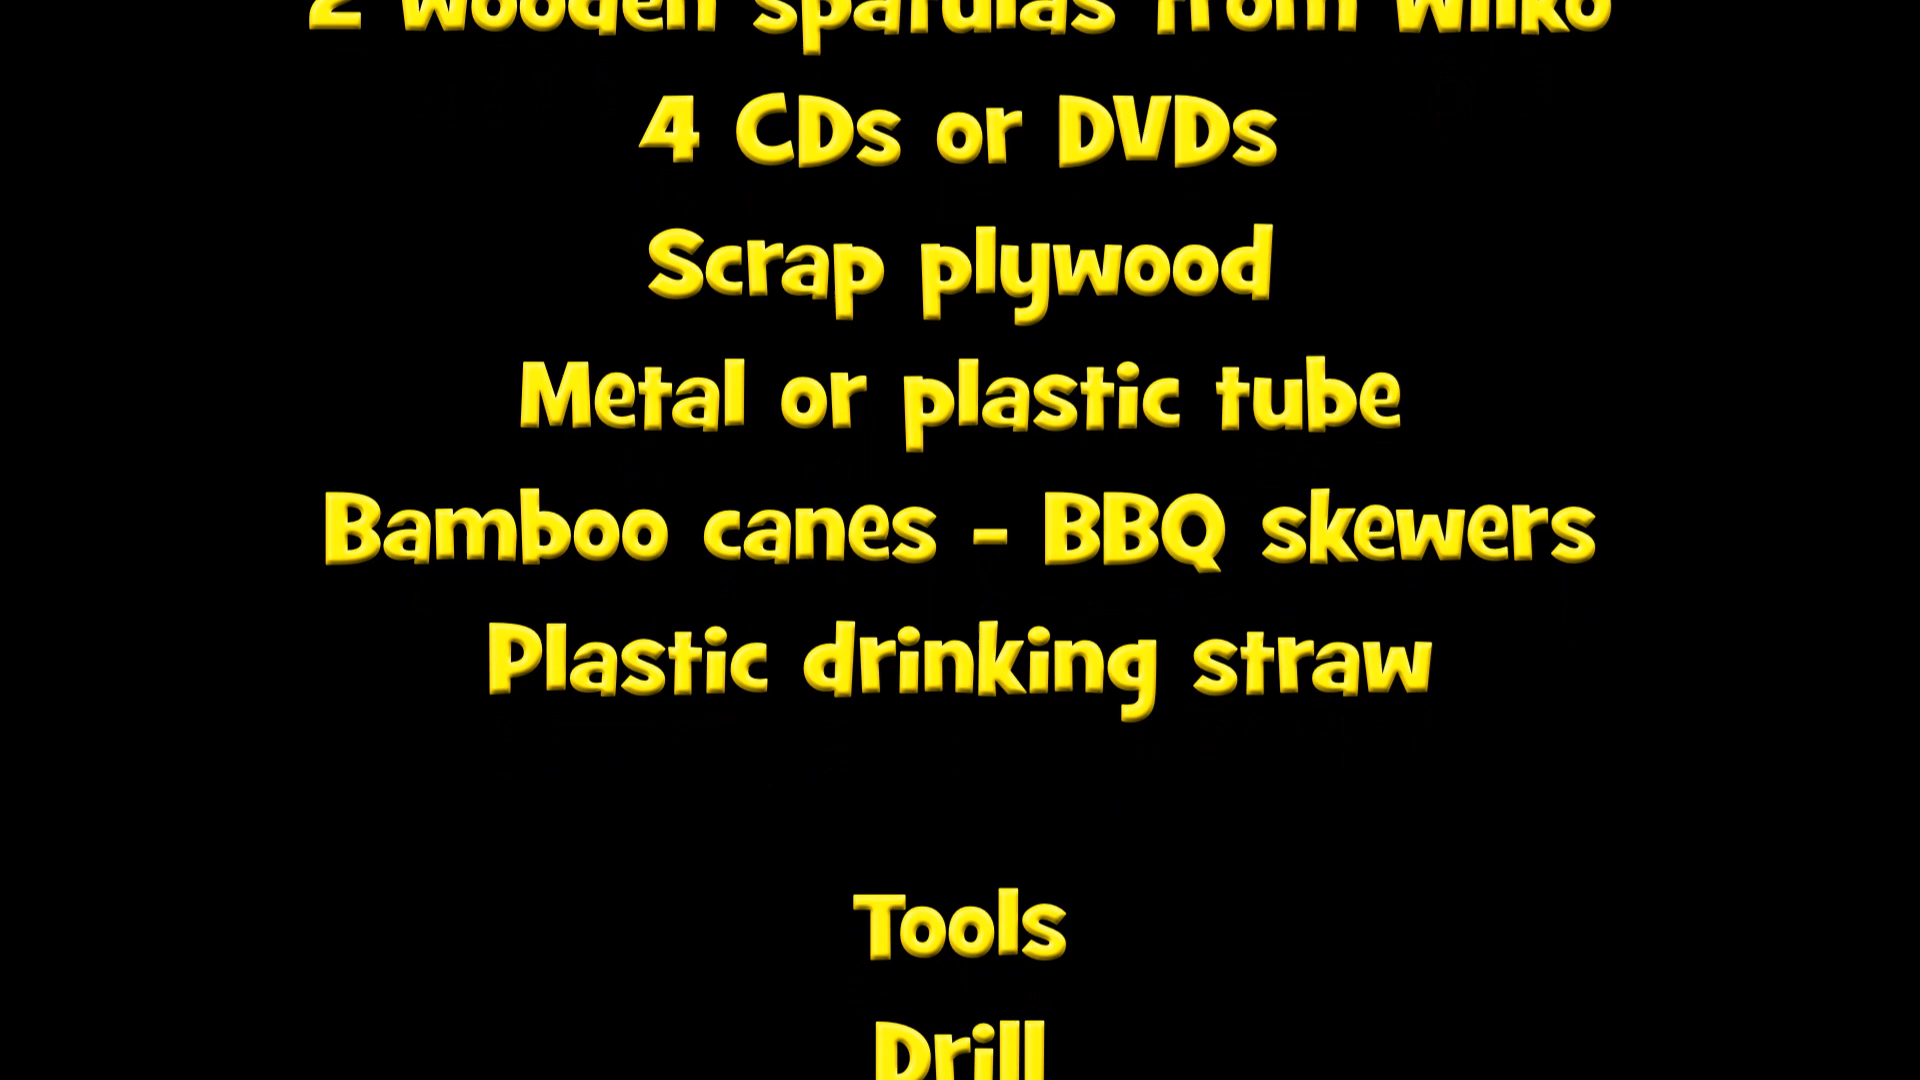 2 wooden spatulas from Wilko
4 CDs or DVDs
Scrap plywood
Metal or plastic tube
Bamboo canes - BBQ skewers
Plastic drinking straw
Tools
Drill